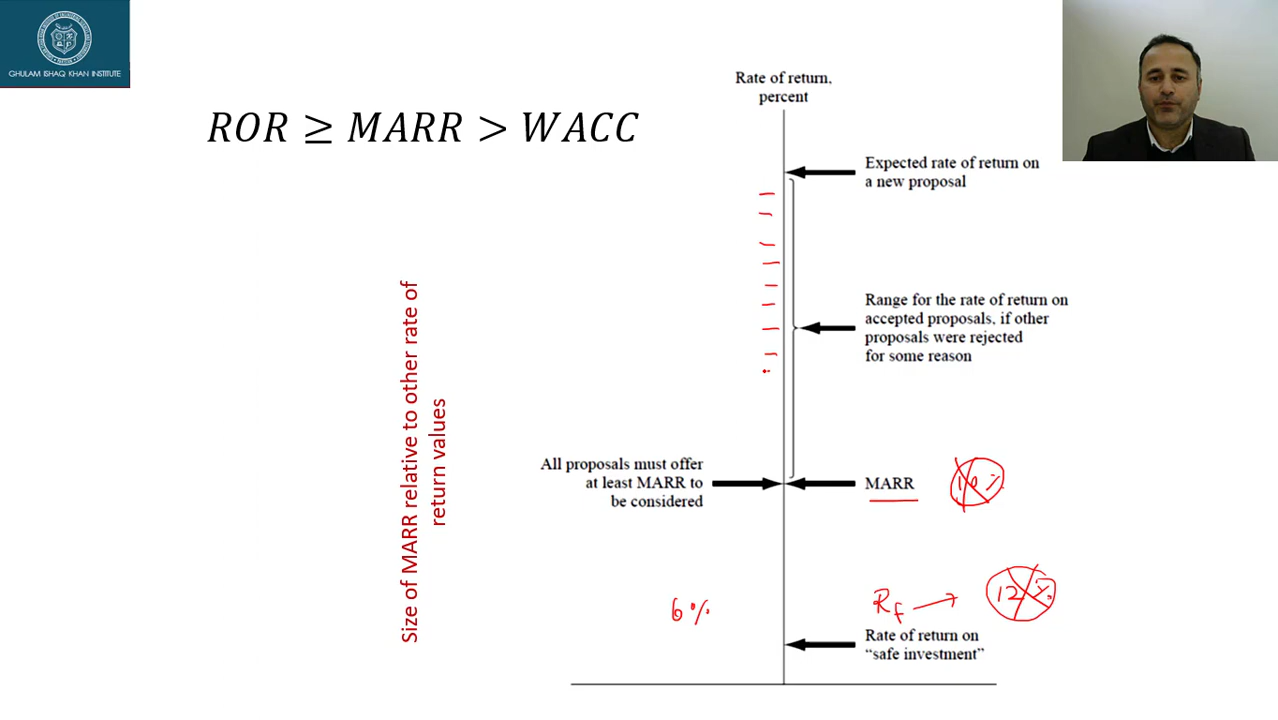 GHULAM ISHAQ KHAN INSTITUTE
ROR ≥ MARR > WACC
Size of MARR relative to other rate of
return values
Rate of return,
percent
Expected rate of return on
a new proposal
Range for the rate of return on
accepted proposals, if other
proposals were rejected
for some reason
All proposals must offer
at least MARR to
be considered
MARR
6%
Rf → 12%
Rate of return on
“safe investment”